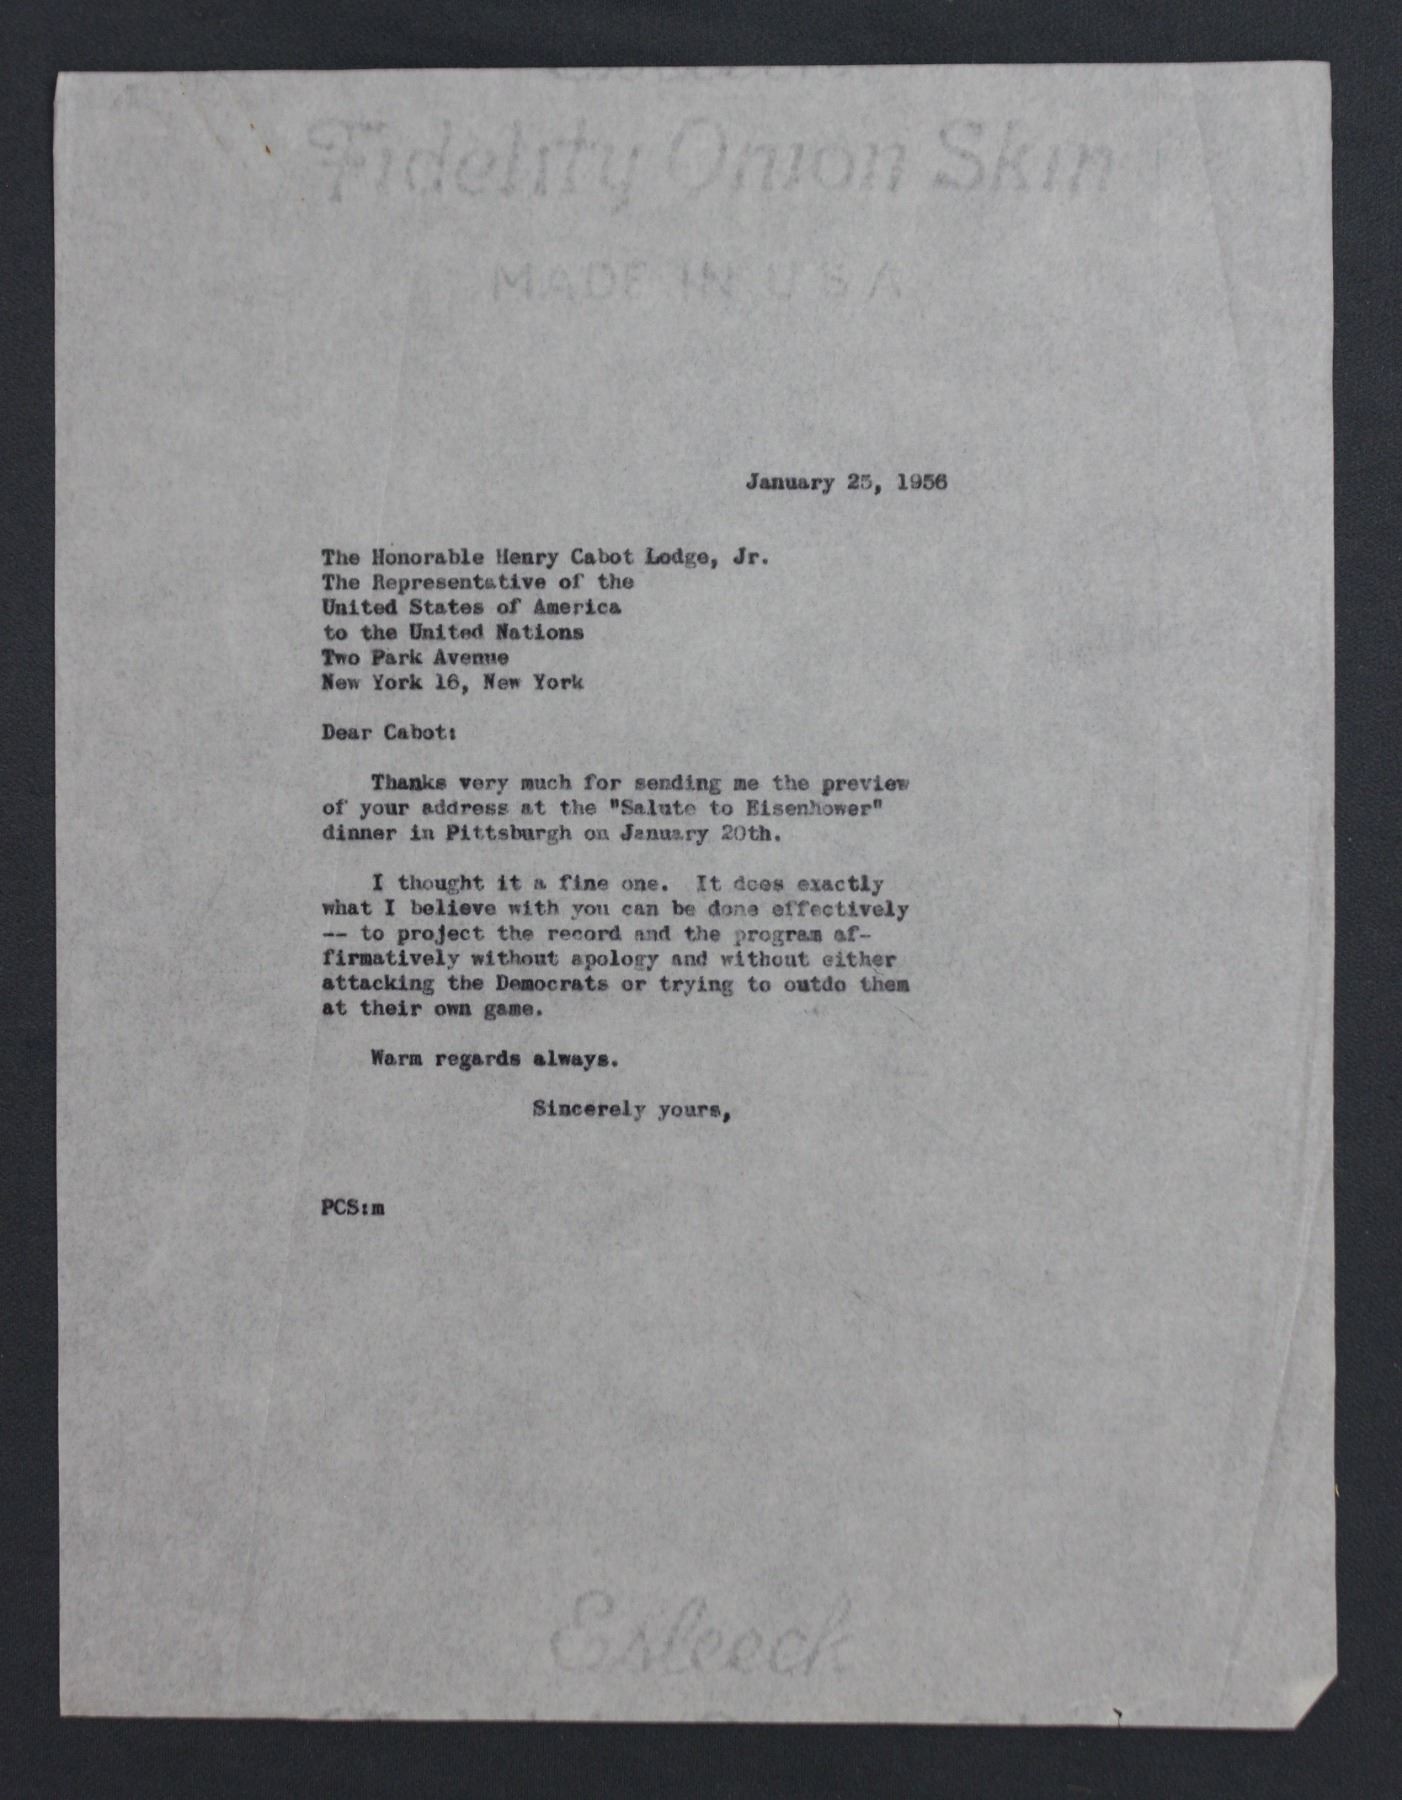 Fidelity Onion Skin
MADE IN USA
January 25, 1956
The Honorable Henry Cabot Lodge, Jr.
The Representative of the
United States of America
to the United Nations
Two Park Avenue
New York 16, New York
Dear Cabot:
Thanks very much for sending me the preview
of your address at the "Salute to Eisenhower"
dinner in Pittsburgh on January 20th.
I thought it a fine one. It does exactly
what I believe with you can be done effectively
-- to project the record and the program af-
firmatively without apology and without either
attacking the Democrats or trying to outdo them
at their own game.
Warm regards always.
Sincerely yours,
PCS:m
Esleeck